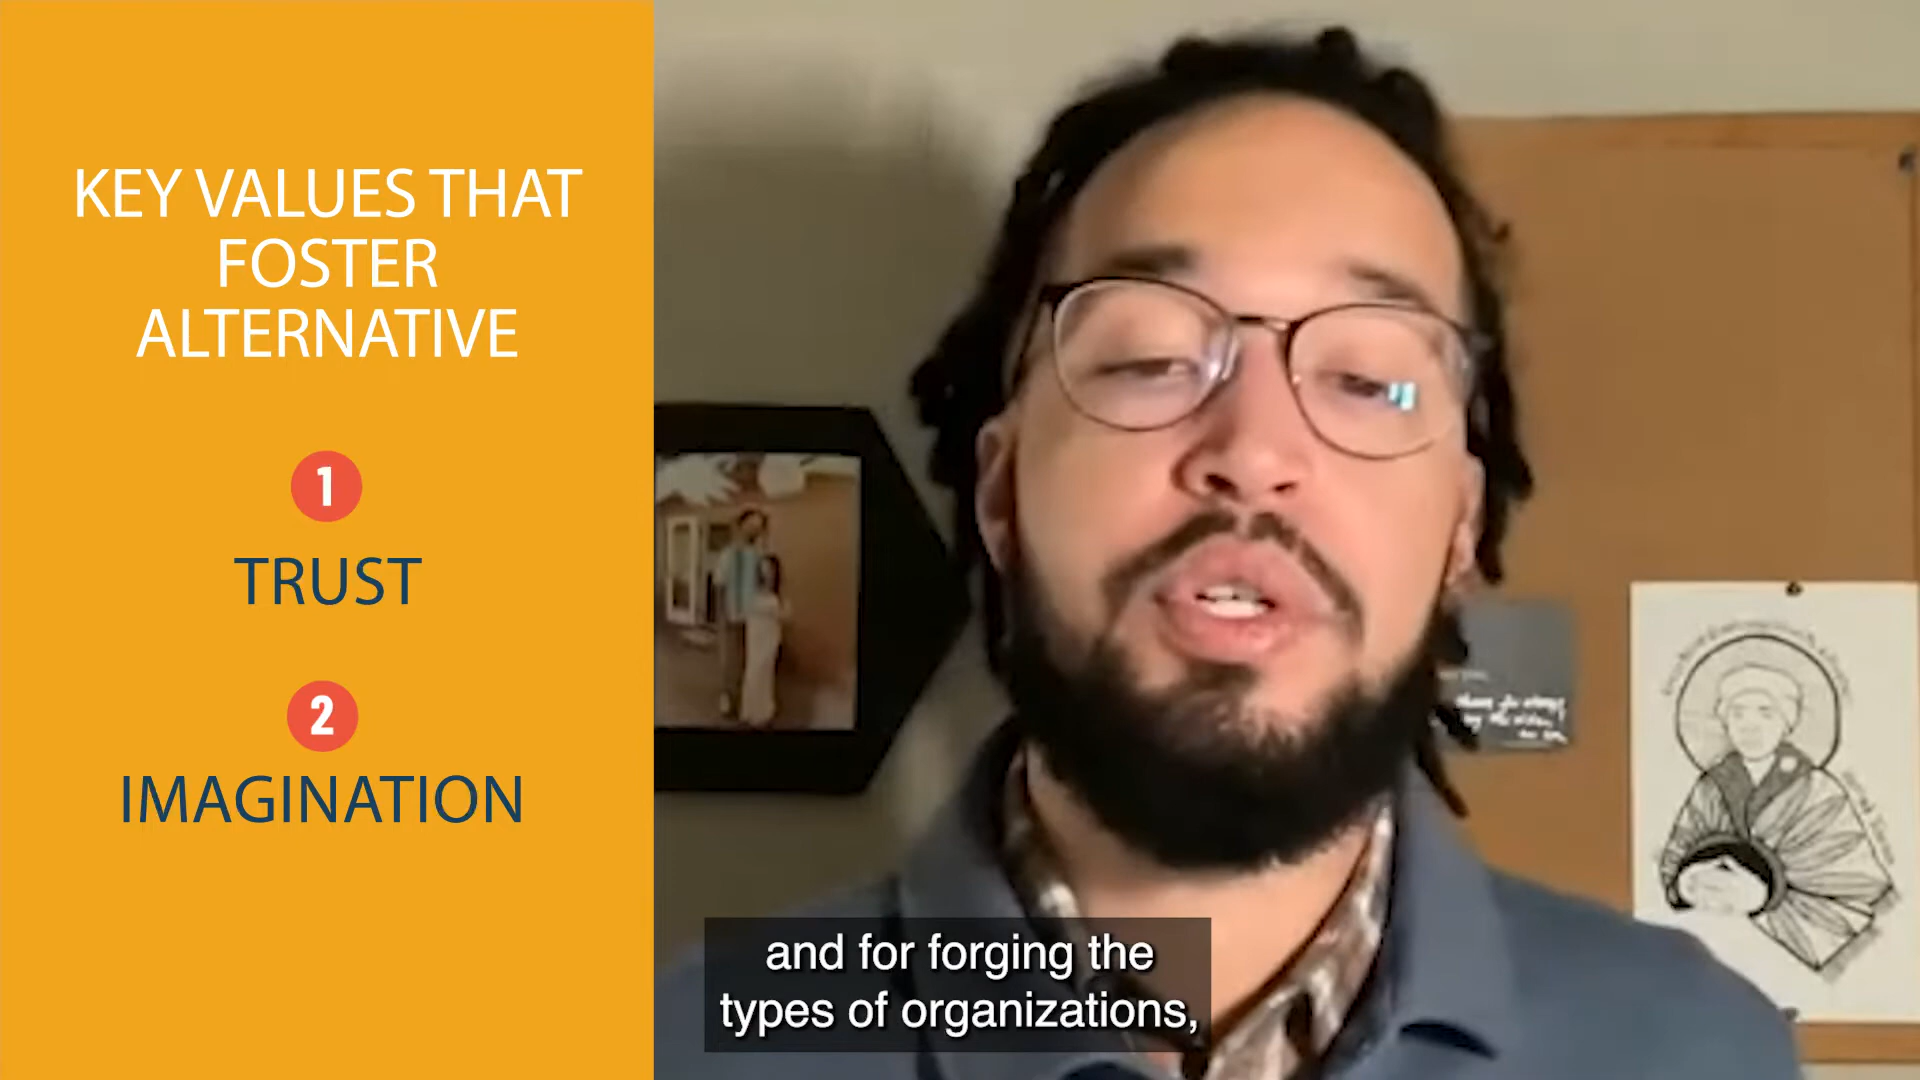 KEY VALUES THAT
FOSTER
ALTERNATIVE
1
TRUST
2
IMAGINATION
and for forging the
types of organizations,